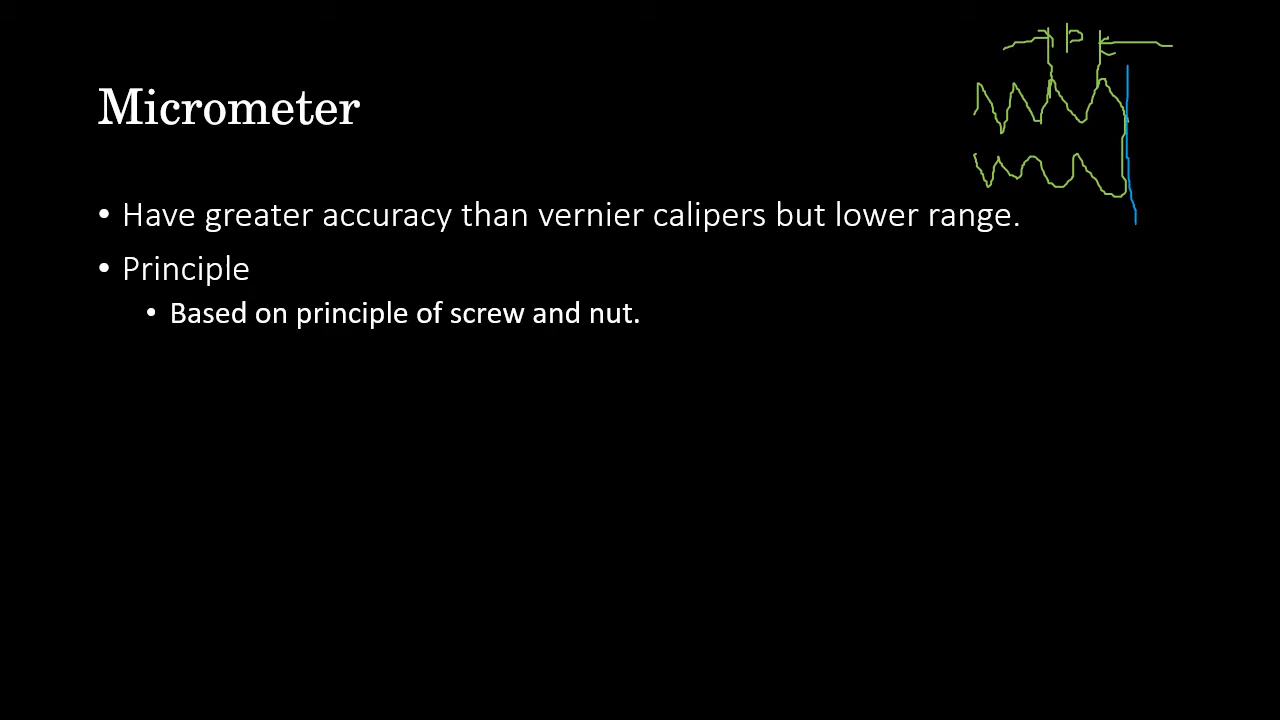 P
Micrometer
• Have greater accuracy than vernier calipers but lower range.
• Principle
• Based on principle of screw and nut.